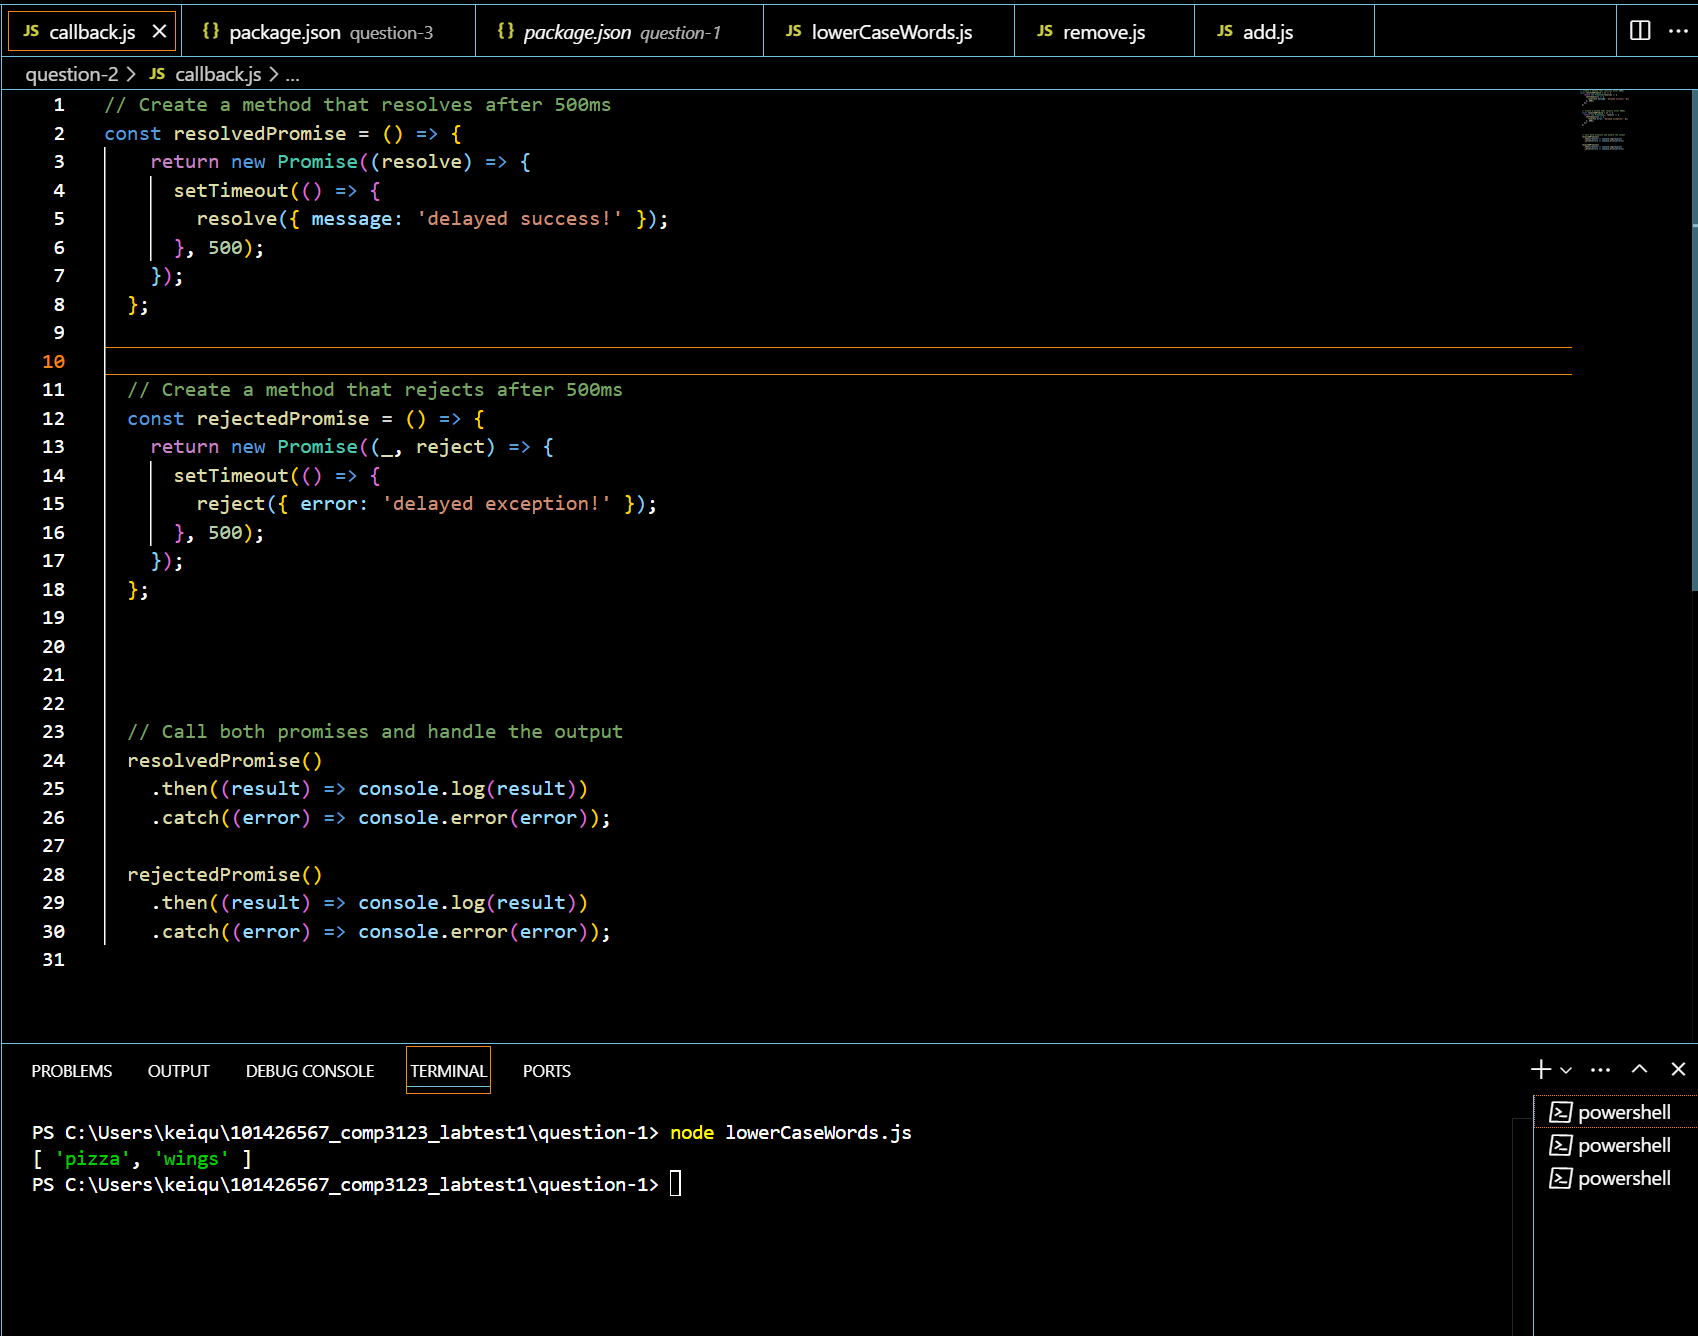 JS callback.js {} package.json question-3 {} package.json question-1 JS lowerCaseWords.js JS remove.js JS add.js
question-2 > JS callback.js > ...
1 // Create a method that resolves after 500ms
2 const resolvedPromise = () => {
3 return new Promise((resolve) => {
4 setTimeout(() => {
5 resolve({ message: 'delayed success!' });
6 }, 500);
7 });
8 };
9
10
11 // Create a method that rejects after 500ms
12 const rejectedPromise = () => {
13 return new Promise((_, reject) => {
14 setTimeout(() => {
15 reject({ error: 'delayed exception!' });
16 }, 500);
17 });
18 };
19
20
21
22
23 // Call both promises and handle the output
24 resolvedPromise()
25 .then((result) => console.log(result))
26 .catch((error) => console.error(error));
27
28 rejectedPromise()
29 .then((result) => console.log(result))
30 .catch((error) => console.error(error));
31
PROBLEMS OUTPUT DEBUG CONSOLE TERMINAL PORTS
PS C:\Users\keiqu\101426567_comp3123_labtest1\question-1> node lowerCaseWords.js
[ 'pizza', 'wings' ]
PS C:\Users\keiqu\101426567_comp3123_labtest1\question-1>
powershell
powershell
powershell